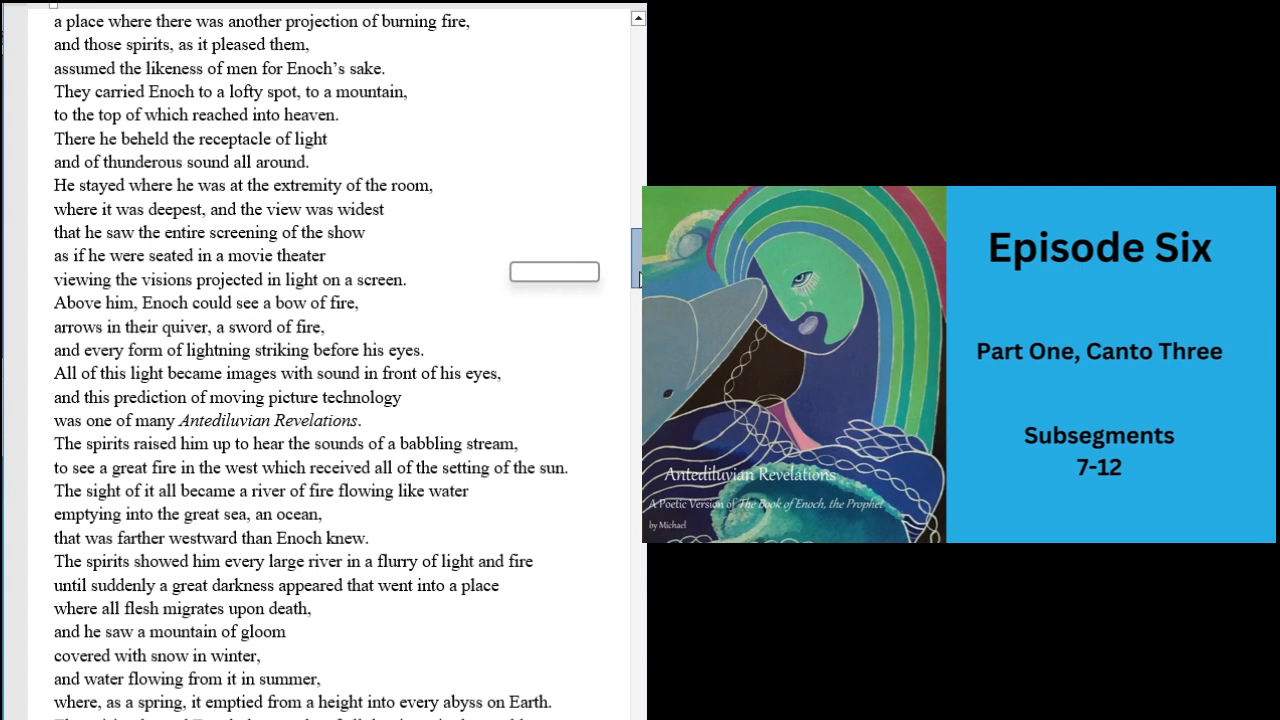 a place where there was another projection of burning fire,
and those spirits, as it pleased them,
assumed the likeness of men for Enoch’s sake.
They carried Enoch to a lofty spot, to a mountain,
to the top of which reached into heaven.
There he beheld the receptacle of light
and of thunderous sound all around.
He stayed where he was at the extremity of the room,
where it was deepest, and the view was widest
that he saw the entire screening of the show
as if he were seated in a movie theater
viewing the visions projected in light on a screen.
Above him, Enoch could see a bow of fire,
arrows in their quiver, a sword of fire,
and every form of lightning striking before his eyes.
All of this light became images with sound in front of his eyes,
and this prediction of moving picture technology
was one of many Antediluvian Revelations.
The spirits raised him up to hear the sounds of a babbling stream,
to see a great fire in the west which received all of the setting of the sun.
The sight of it all became a river of fire flowing like water
emptying into the great sea, an ocean,
that was farther westward than Enoch knew.
The spirits showed him every large river in a flurry of light and fire
until suddenly a great darkness appeared that went into a place
where all flesh migrates upon death,
and he saw a mountain of gloom
covered with snow in winter,
and water flowing from it in summer,
where, as a spring, it emptied from a height into every abyss on Earth.
Antediluvian Revelations
A Poetic Version of The Book of Enoch, the Prophet
by Michael
Episode Six
Part One, Canto Three
Subsegments
7-12